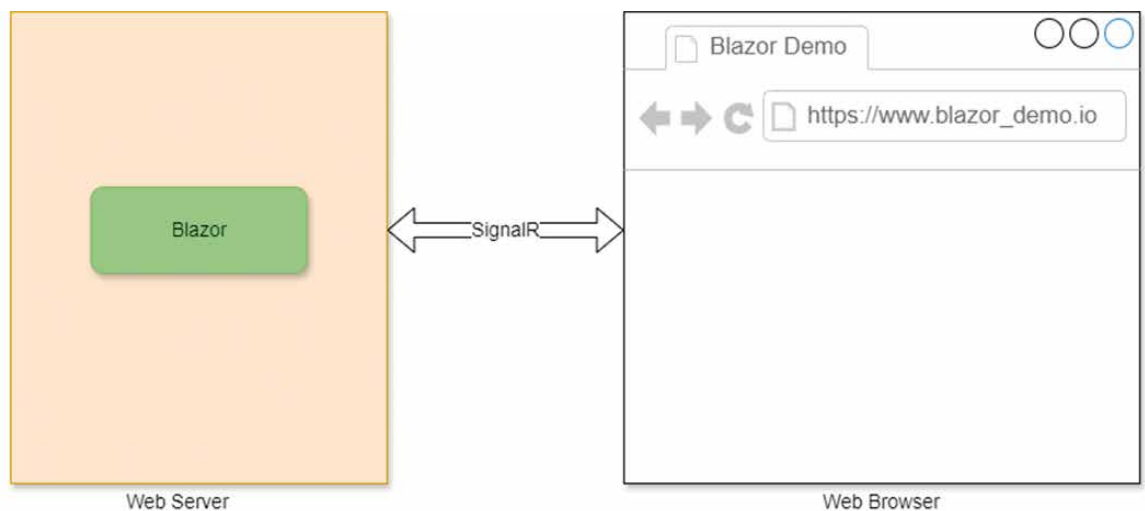 Blazor Demo
https://www.blazor_demo.io
Blazor
SignalR
Web Server
Web Browser